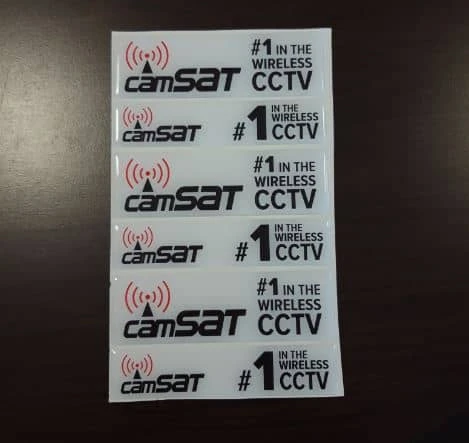 camSAT #1 IN THE
WIRELESS
CCTV
camSAT #1 IN THE
WIRELESS
CCTV
camSAT #1 IN THE
WIRELESS
CCTV
camSAT #1 IN THE
WIRELESS
CCTV
camSAT #1 IN THE
WIRELESS
CCTV
camSAT #1 IN THE
WIRELESS
CCTV